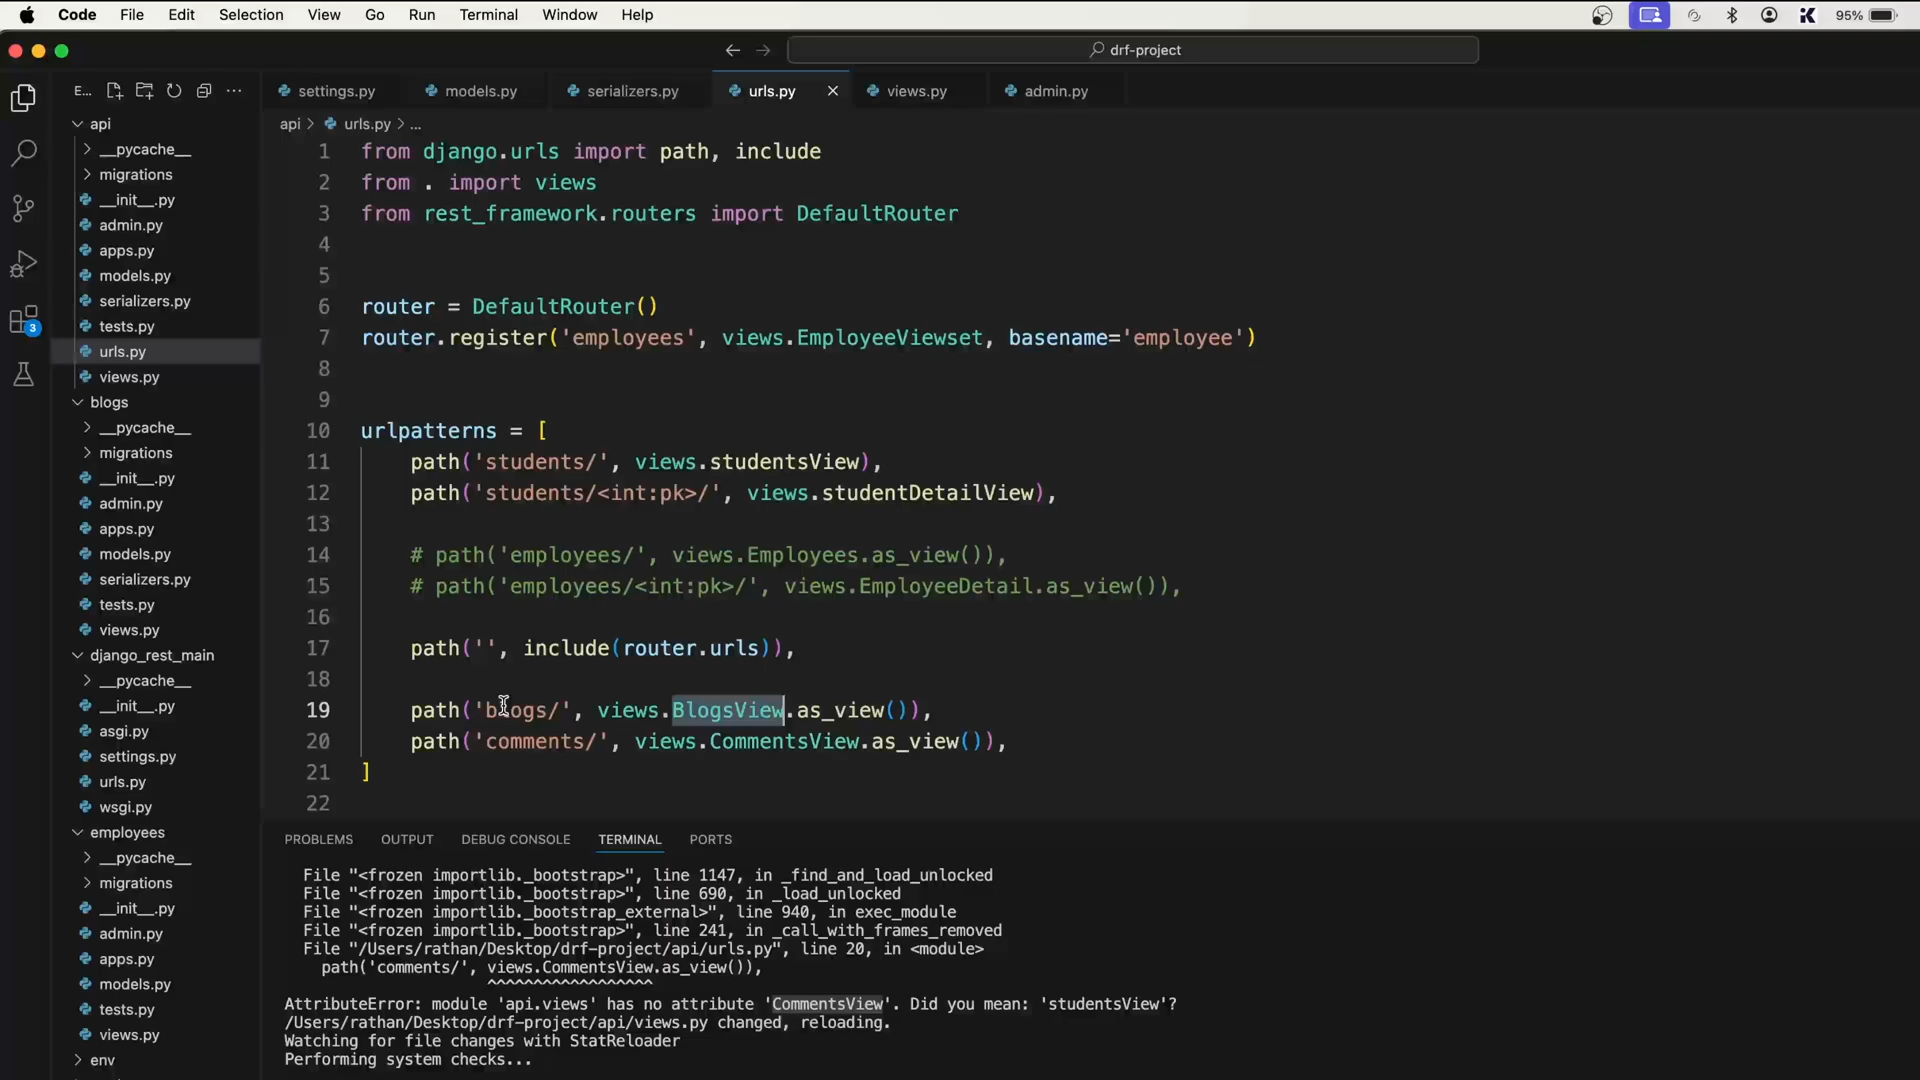 Code File Edit Selection View Go Run Terminal Window Help 95%
drf-project
E... settings.py models.py serializers.py urls.py views.py admin.py
api > urls.py > ...
api
__pycache__
migrations
__init__.py
admin.py
apps.py
models.py
serializers.py
tests.py
urls.py
views.py
blogs
__pycache__
migrations
__init__.py
admin.py
apps.py
models.py
serializers.py
tests.py
views.py
django_rest_main
__pycache__
__init__.py
asgi.py
settings.py
urls.py
wsgi.py
employees
__pycache__
migrations
__init__.py
admin.py
apps.py
models.py
tests.py
views.py
env
3
1 from django.urls import path, include
2 from . import views
3 from rest_framework.routers import DefaultRouter
4
5
6 router = DefaultRouter()
7 router.register('employees', views.EmployeeViewset, basename='employee')
8
9
10 urlpatterns = [
11 path('students/', views.studentsView),
12 path('students/<int:pk>/', views.studentDetailView),
13
14 # path('employees/', views.Employees.as_view()),
15 # path('employees/<int:pk>/', views.EmployeeDetail.as_view()),
16
17 path('', include(router.urls)),
18
19 path('blogs/', views.BlogsView.as_view()),
20 path('comments/', views.CommentsView.as_view()),
21 ]
22
PROBLEMS OUTPUT DEBUG CONSOLE TERMINAL PORTS
File "<frozen importlib._bootstrap>", line 1147, in _find_and_load_unlocked
File "<frozen importlib._bootstrap>", line 690, in _load_unlocked
File "<frozen importlib._bootstrap_external>", line 940, in exec_module
File "<frozen importlib._bootstrap>", line 241, in _call_with_frames_removed
File "/Users/rathan/Desktop/drf-project/api/urls.py", line 20, in <module>
path('comments/', views.CommentsView.as_view()),
^^^^^^^^^^^^^^^^^^
AttributeError: module 'api.views' has no attribute 'CommentsView'. Did you mean: 'studentsView'?
/Users/rathan/Desktop/drf-project/api/views.py changed, reloading.
Watching for file changes with StatReloader
Performing system checks...